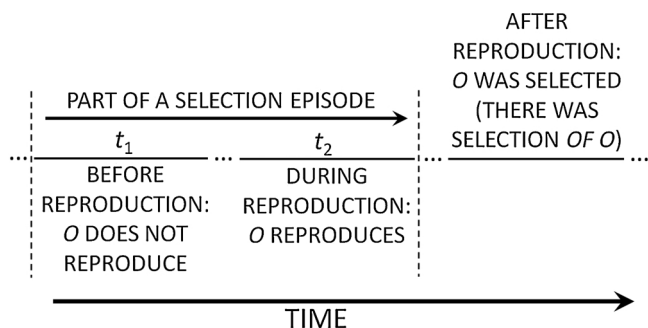 AFTER
REPRODUCTION:
O WAS SELECTED
(THERE WAS
SELECTION OF O)
PART OF A SELECTION EPISODE
... t1 ... t2 ... ...
BEFORE
REPRODUCTION:
O DOES NOT
REPRODUCE
DURING
REPRODUCTION:
O REPRODUCES
TIME